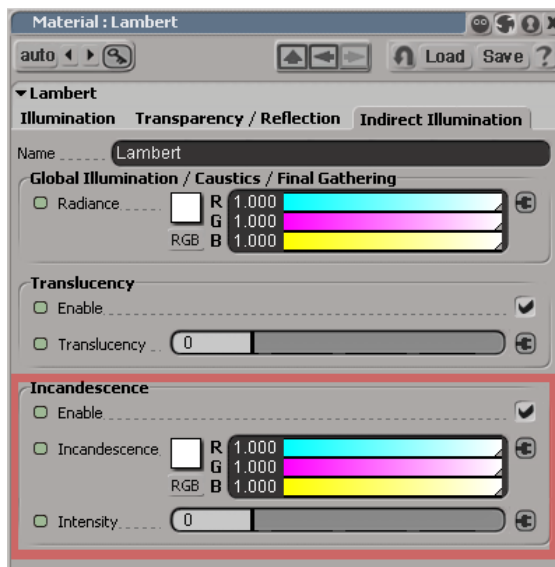 Material : Lambert
auto Load Save ?
Lambert
Illumination Transparency / Reflection Indirect Illumination
Name Lambert
Global Illumination / Caustics / Final Gathering
Radiance R 1.000
G 1.000
RGB B 1.000
Translucency
Enable
Translucency 0
Incandescence
Enable
Incandescence R 1.000
G 1.000
RGB B 1.000
Intensity 0